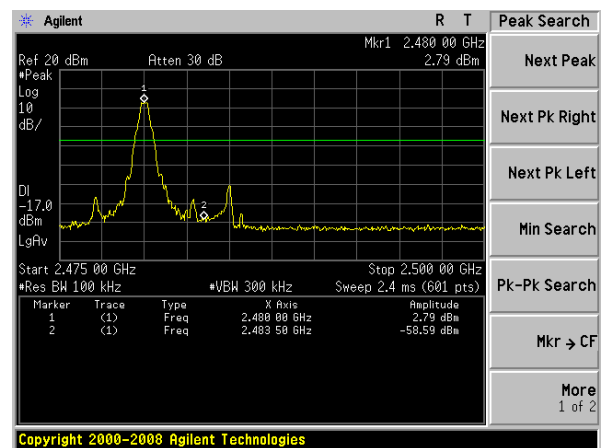 Agilent R T
Peak Search
Mkr1 2.480 00 GHz
Ref 20 dBm Atten 30 dB 2.79 dBm
#Peak
Log
10
dB/
1
2
DI
-17.0
dBm
LgAv
Start 2.475 00 GHz Stop 2.500 00 GHz
#Res BW 100 kHz #VBW 300 kHz Sweep 2.4 ms (601 pts)
Marker Trace Type X Axis Amplitude
1 (1) Freq 2.480 00 GHz 2.79 dBm
2 (1) Freq 2.483 50 GHz -58.59 dBm
Next Peak
Next Pk Right
Next Pk Left
Min Search
Pk-Pk Search
Mkr → CF
More
1 of 2
Copyright 2000-2008 Agilent Technologies